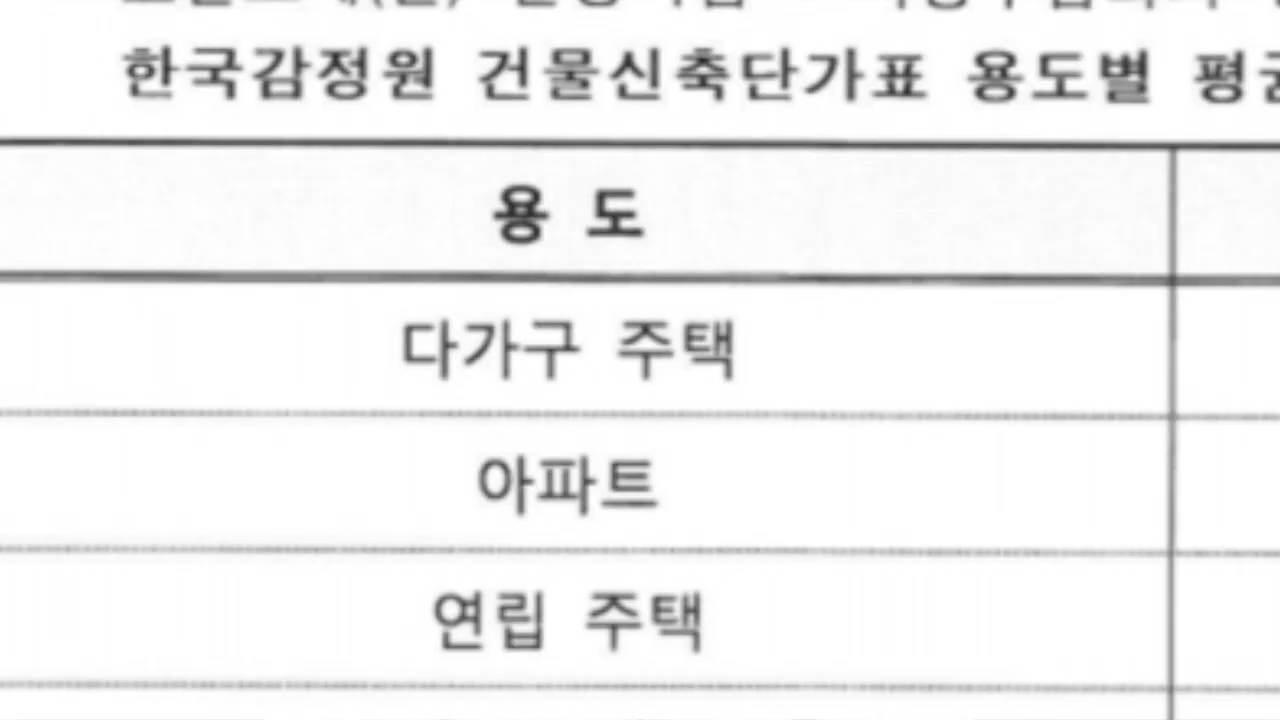 한국감정원 건물신축단가표 용도별
용 도
다가구 주택
아파트
연립 주택